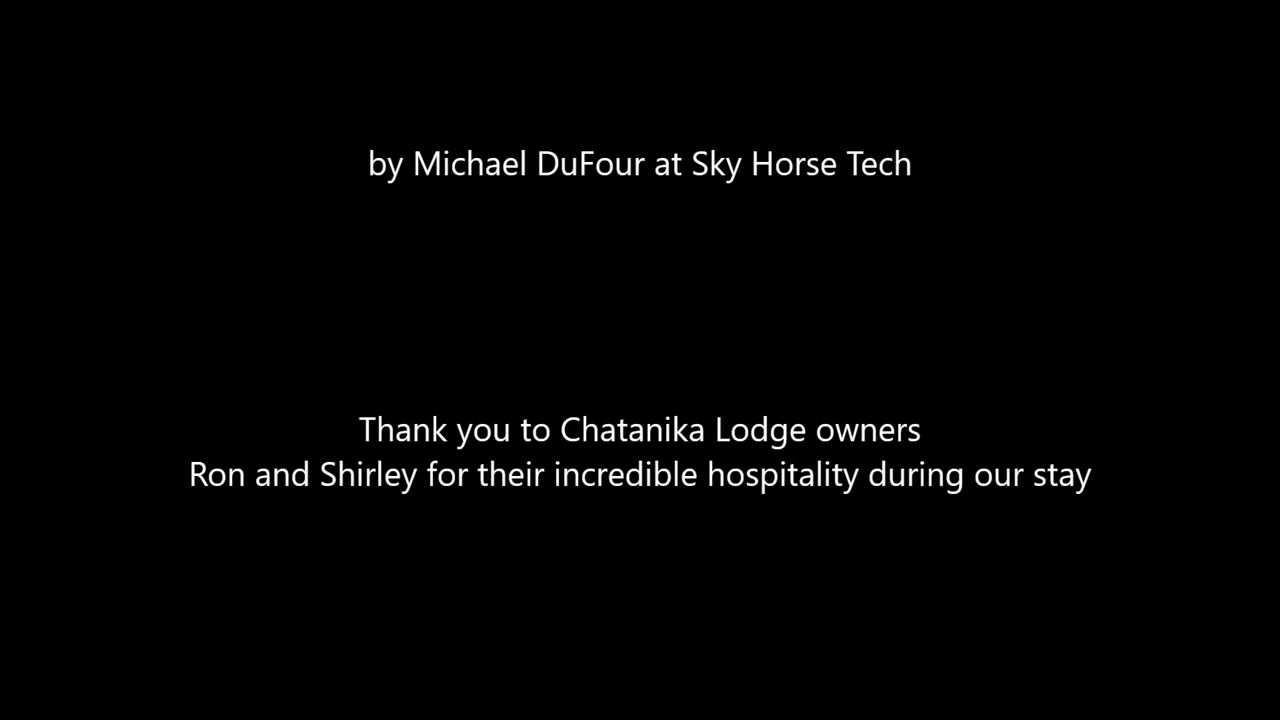 by Michael DuFour at Sky Horse Tech
Thank you to Chatanika Lodge owners
Ron and Shirley for their incredible hospitality during our stay